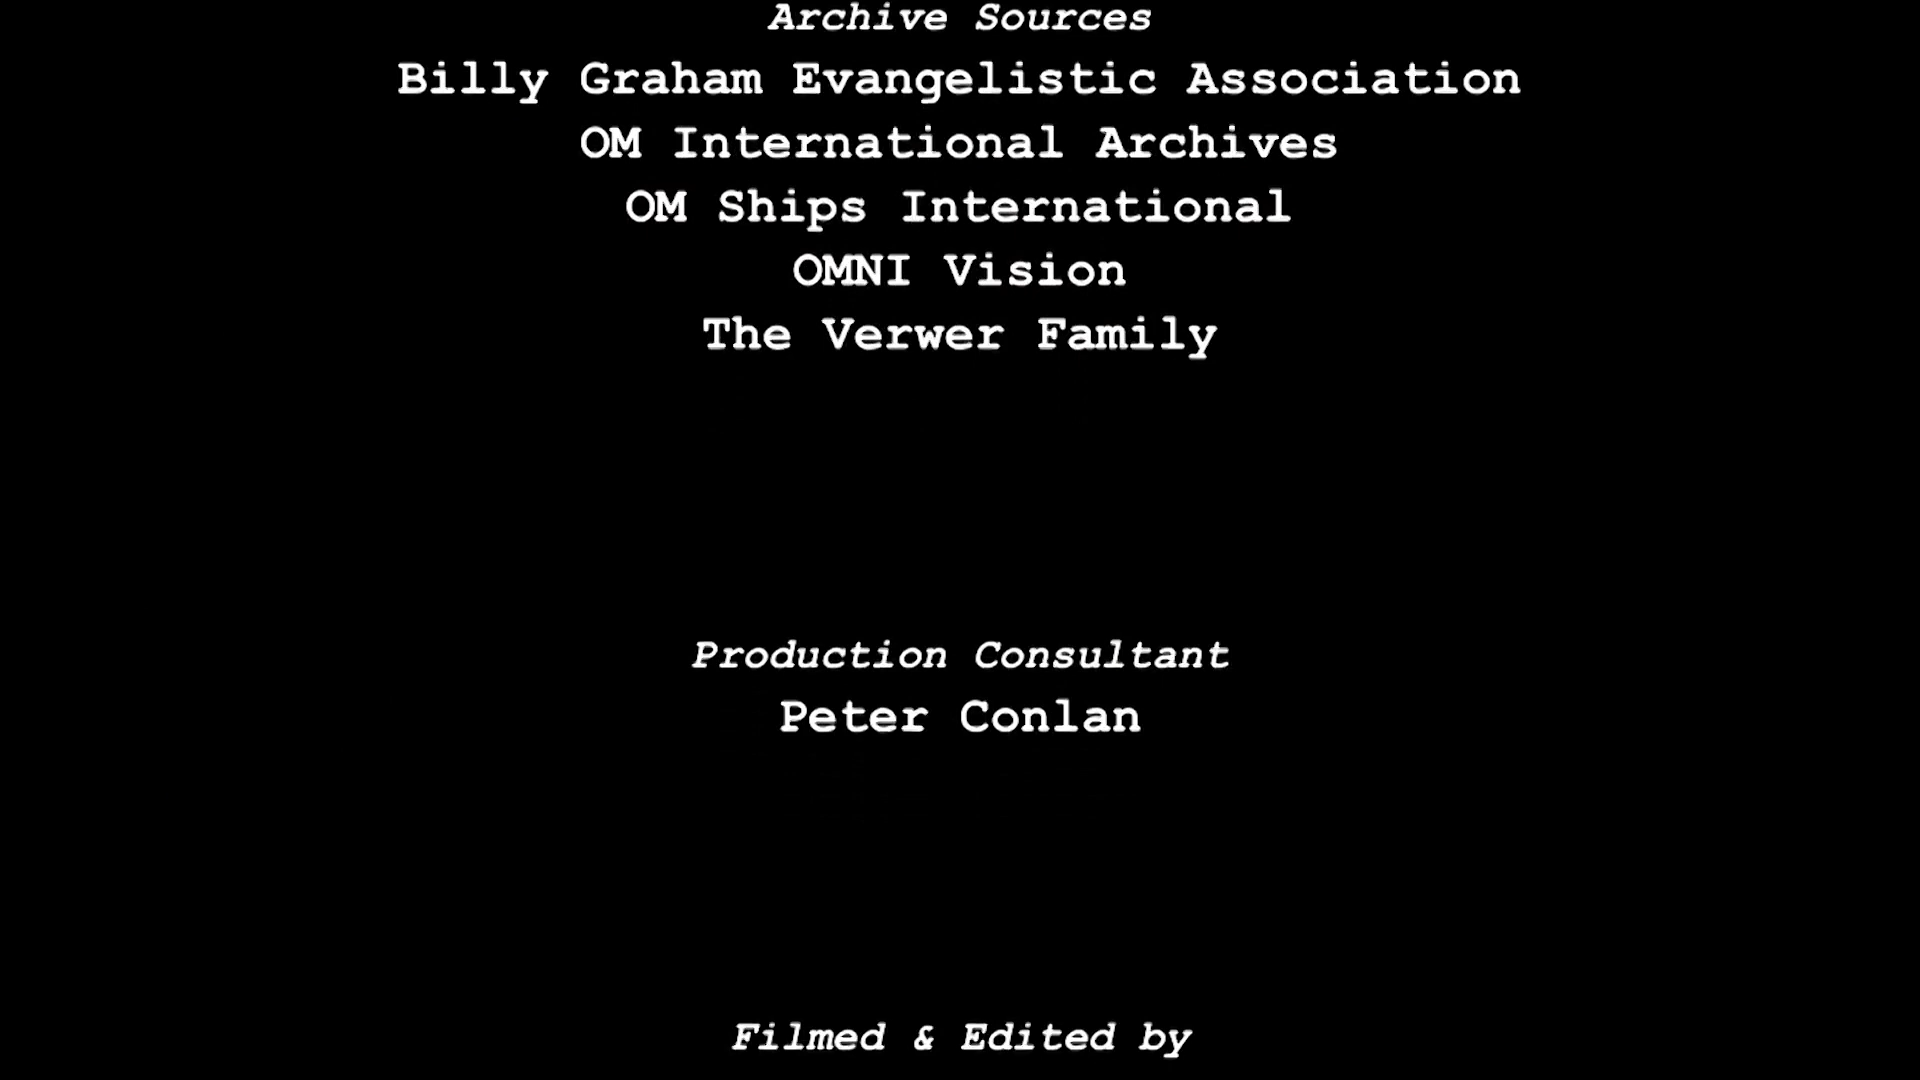 Archive Sources
Billy Graham Evangelistic Association
OM International Archives
OM Ships International
OMNI Vision
The Verwer Family
Production Consultant
Peter Conlan
Filmed & Edited by